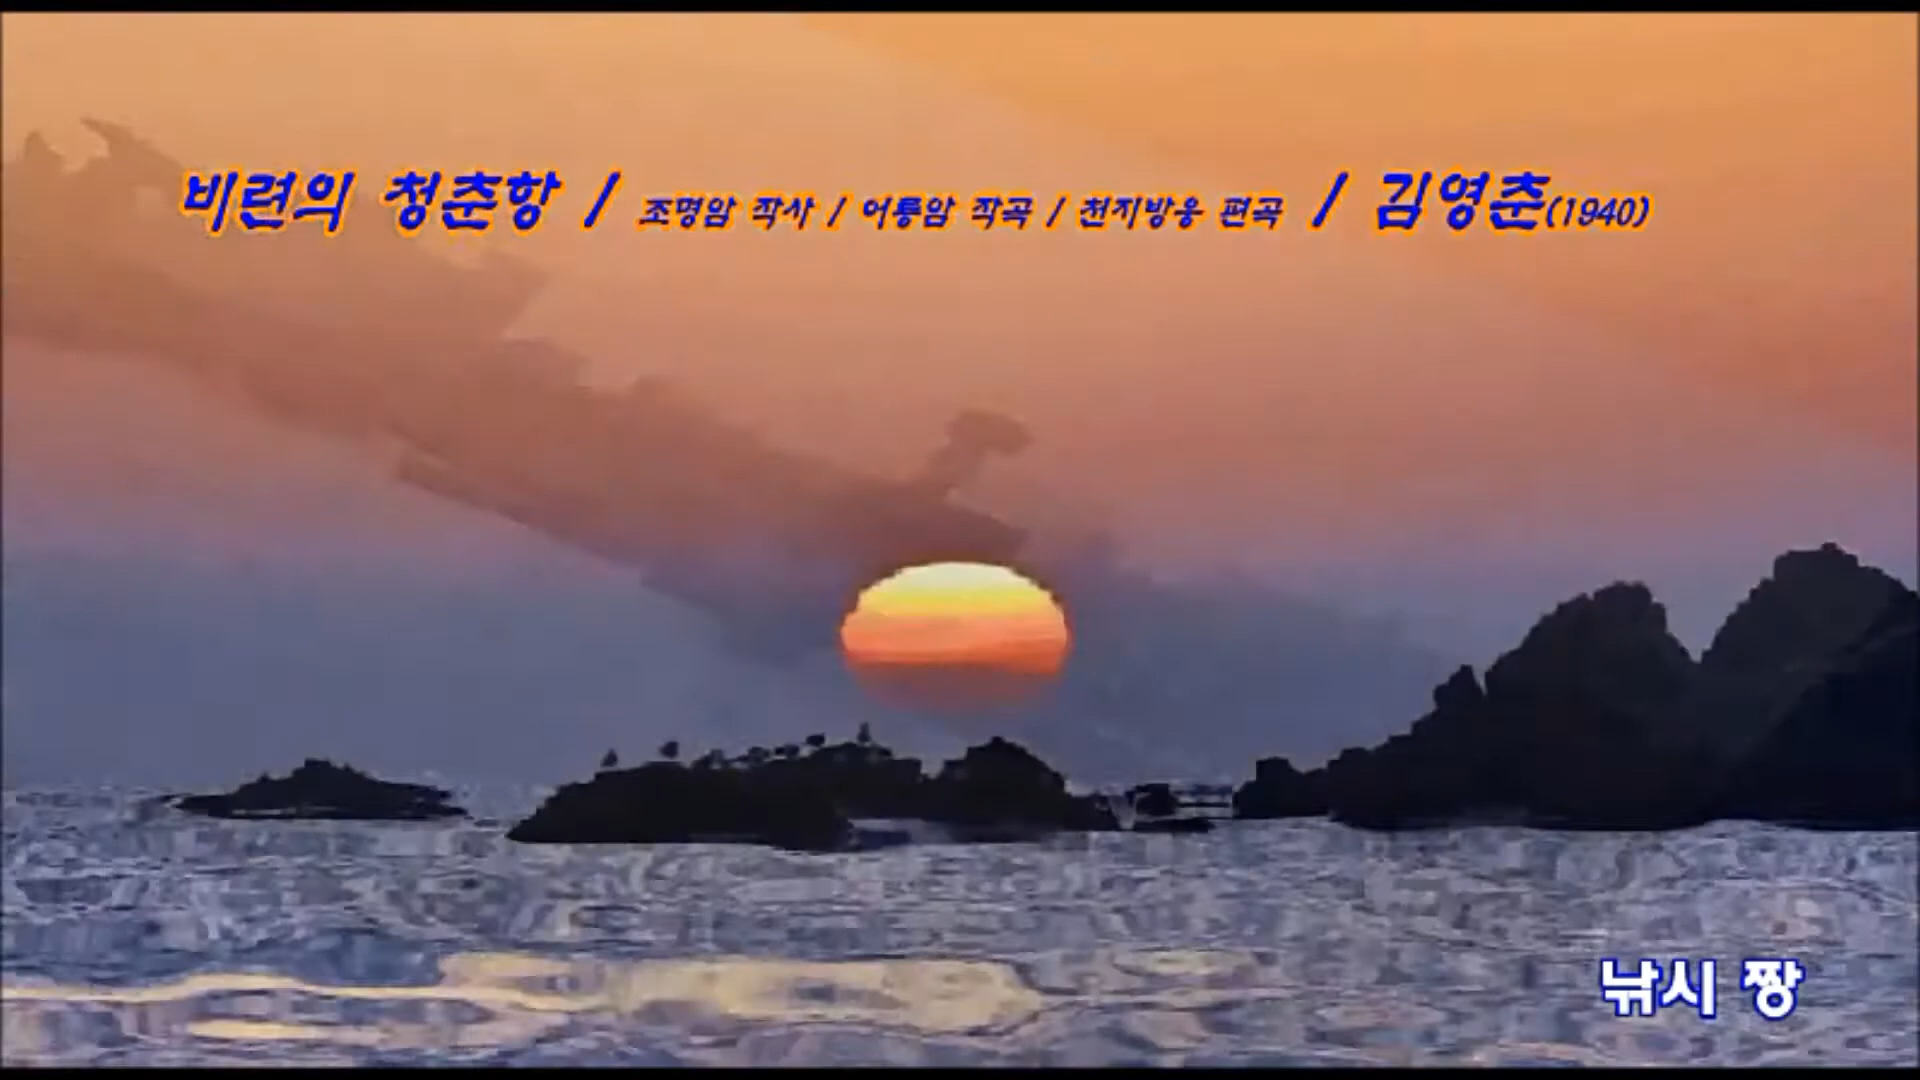 비련의 청춘항 / 조명암 작사 / 어룡암 작곡 / 천지방웅 편곡 / 김영춘(1940)
낚시 짱